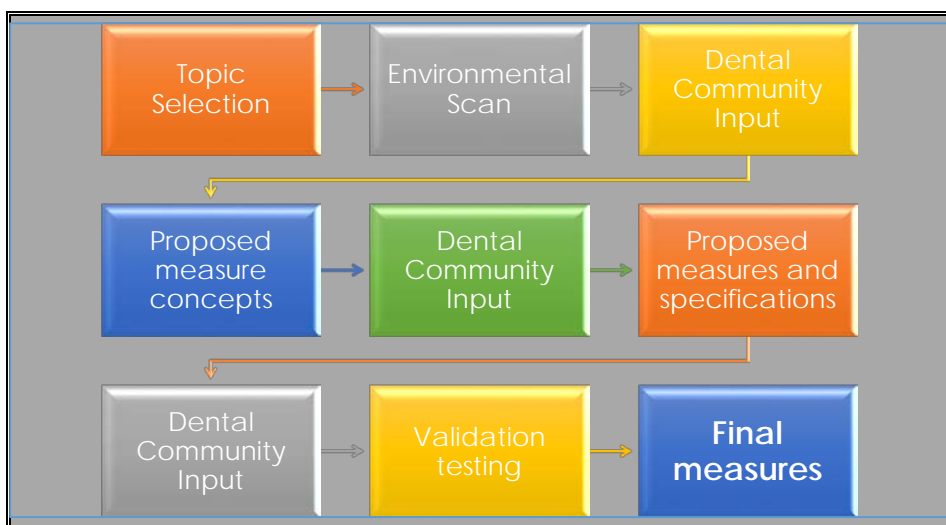 Topic
Selection
Environmental
Scan
Dental
Community
Input
Proposed
measure
concepts
Dental
Community
Input
Proposed
measures and
specifications
Dental
Community
Input
Validation
testing
Final
measures